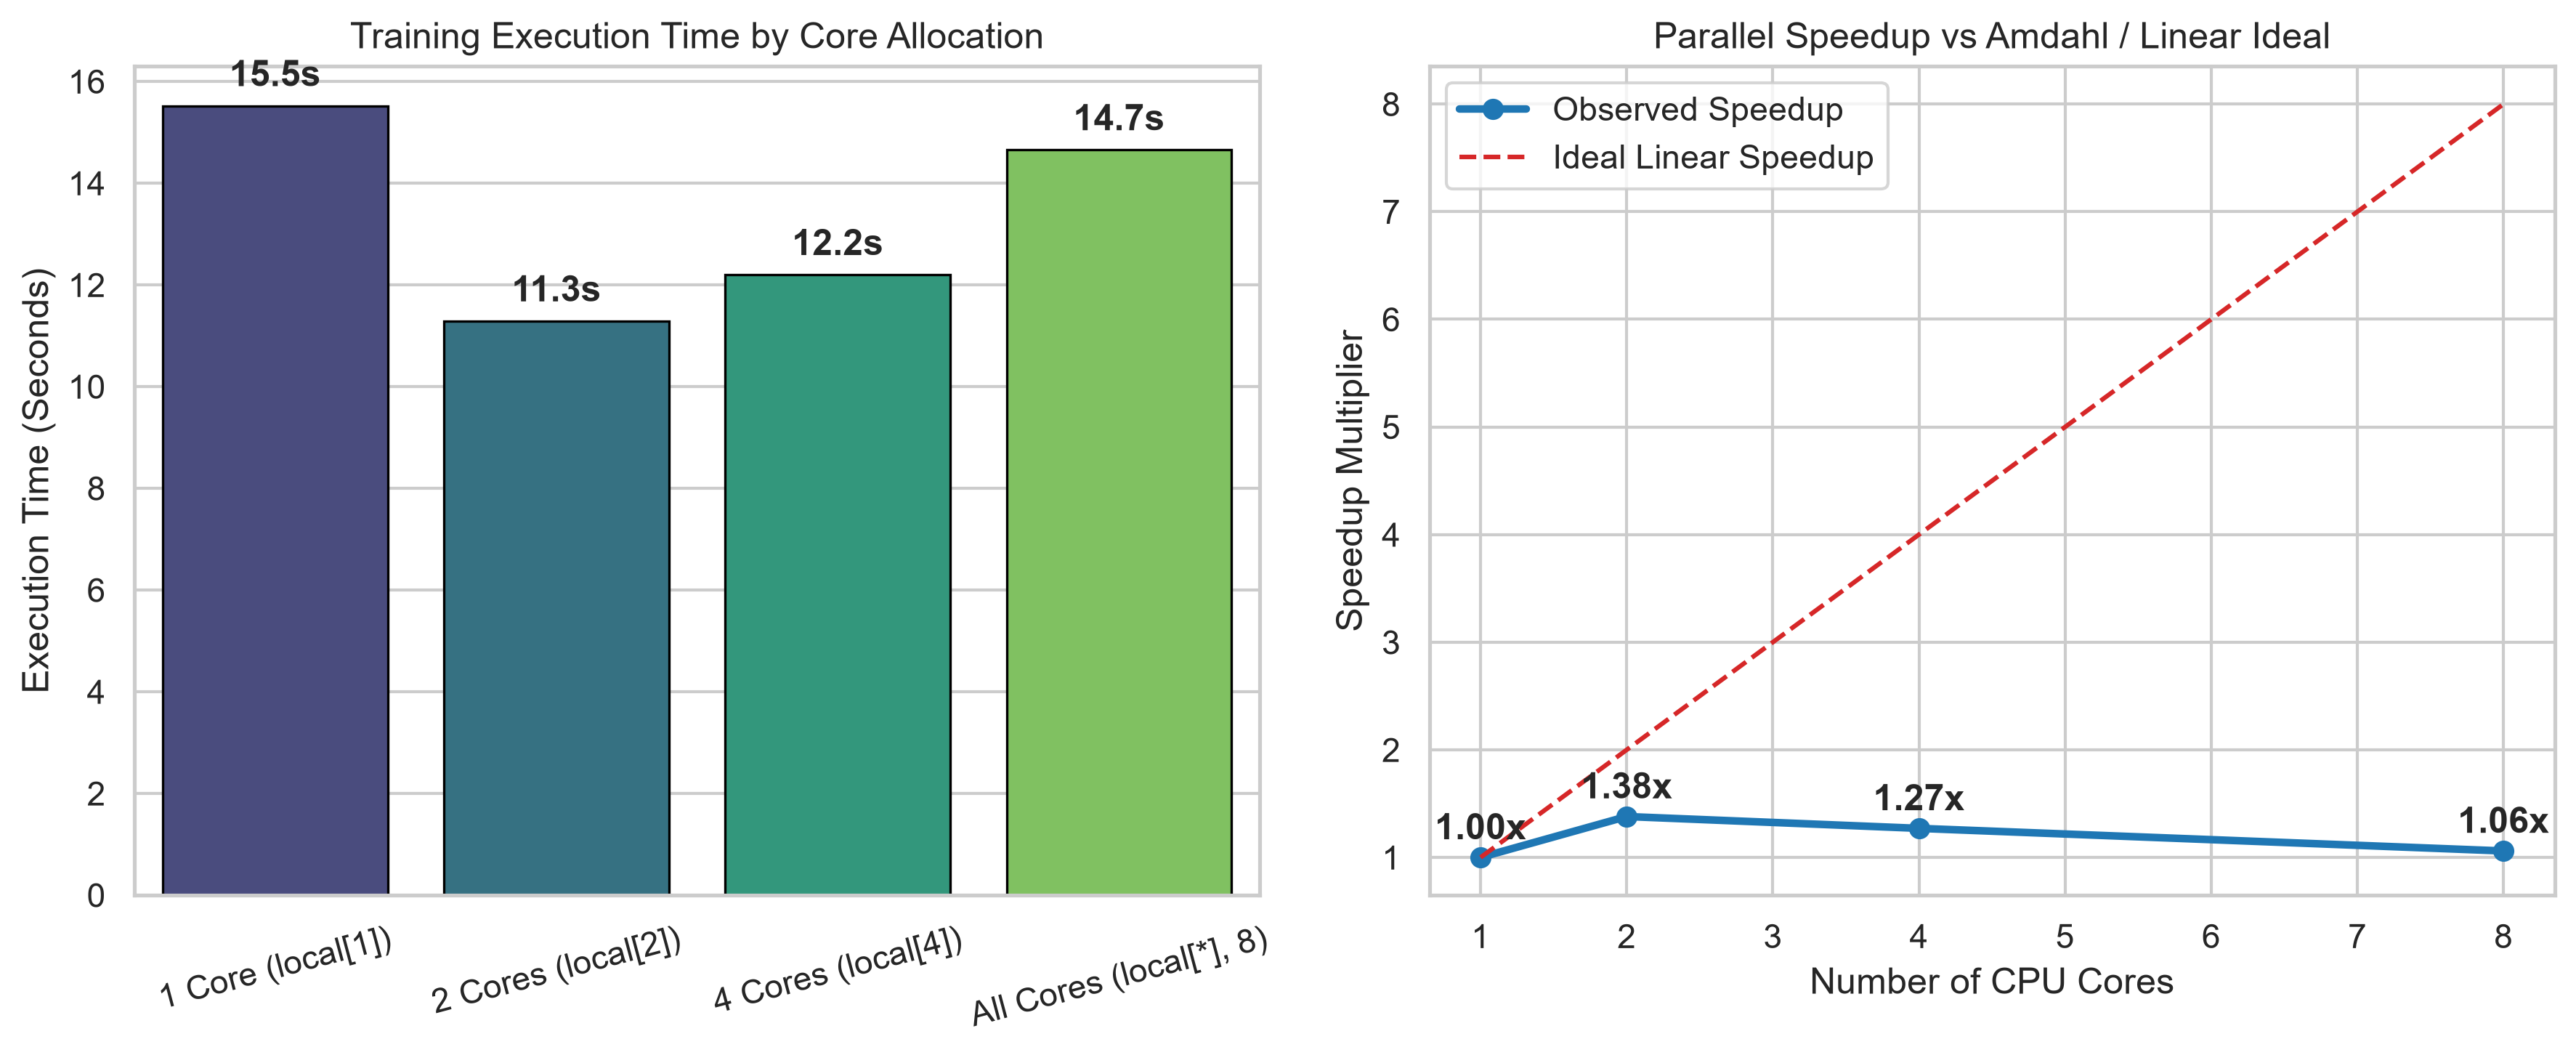 Training Execution Time by Core Allocation
Execution Time (Seconds)
16
14
12
10
8
6
4
2
0
15.5s
11.3s
12.2s
14.7s
1 Core (local[1])
2 Cores (local[2])
4 Cores (local[4])
All Cores (local[*], 8)
Parallel Speedup vs Amdahl / Linear Ideal
Observed Speedup
Ideal Linear Speedup
Speedup Multiplier
8
7
6
5
4
3
2
1
1.00x
1.38x
1.27x
1.06x
1
2
3
4
5
6
7
8
Number of CPU Cores